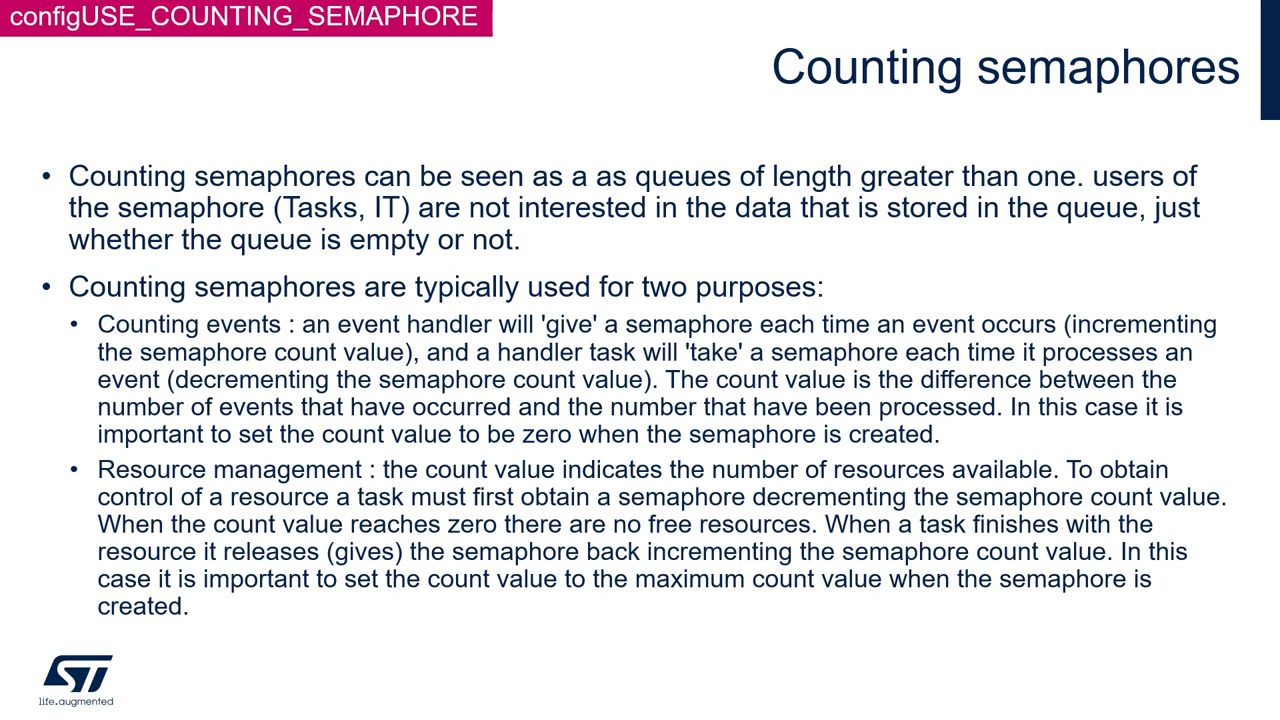 configUSE_COUNTING_SEMAPHORE
Counting semaphores
• Counting semaphores can be seen as a as queues of length greater than one. users of
the semaphore (Tasks, IT) are not interested in the data that is stored in the queue, just
whether the queue is empty or not.
• Counting semaphores are typically used for two purposes:
• Counting events : an event handler will 'give' a semaphore each time an event occurs (incrementing
the semaphore count value), and a handler task will 'take' a semaphore each time it processes an
event (decrementing the semaphore count value). The count value is the difference between the
number of events that have occurred and the number that have been processed. In this case it is
important to set the count value to be zero when the semaphore is created.
• Resource management : the count value indicates the number of resources available. To obtain
control of a resource a task must first obtain a semaphore decrementing the semaphore count value.
When the count value reaches zero there are no free resources. When a task finishes with the
resource it releases (gives) the semaphore back incrementing the semaphore count value. In this
case it is important to set the count value to the maximum count value when the semaphore is
created.
ST
life.augmented